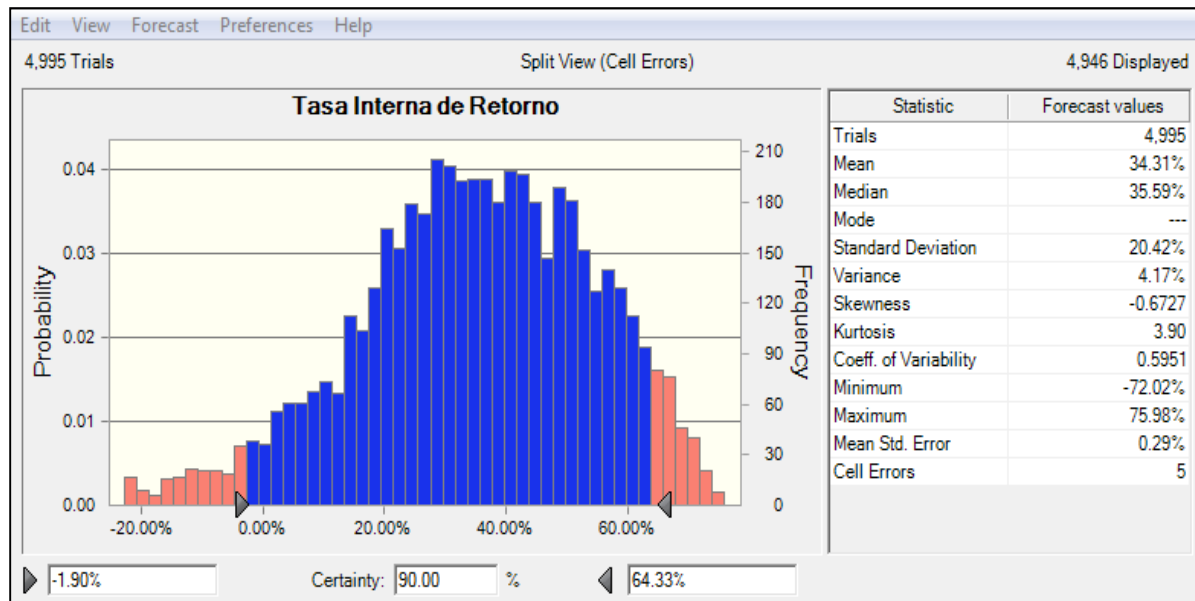 Edit View Forecast Preferences Help
4,995 Trials Split View (Cell Errors) 4,946 Displayed
Tasa Interna de Retorno
Probability
0.04
0.03
0.02
0.01
0.00
210
180
150
120
90
60
30
0
Frequency
-20.00% 0.00% 20.00% 40.00% 60.00%
Statistic Forecast values
Trials 4,995
Mean 34.31%
Median 35.59%
Mode ---
Standard Deviation 20.42%
Variance 4.17%
Skewness -0.6727
Kurtosis 3.90
Coeff. of Variability 0.5951
Minimum -72.02%
Maximum 75.98%
Mean Std. Error 0.29%
Cell Errors 5
-1.90% Certainty: 90.00 % 64.33%